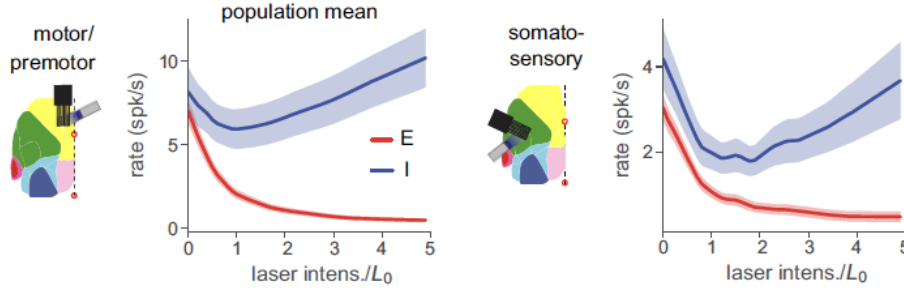 population mean
motor/
premotor
rate (spk/s)
10
5
0
E
I
0 1 2 3 4 5
laser intens./L₀
somato-
sensory
rate (spk/s)
4
2
0 1 2 3 4 5
laser intens./L₀